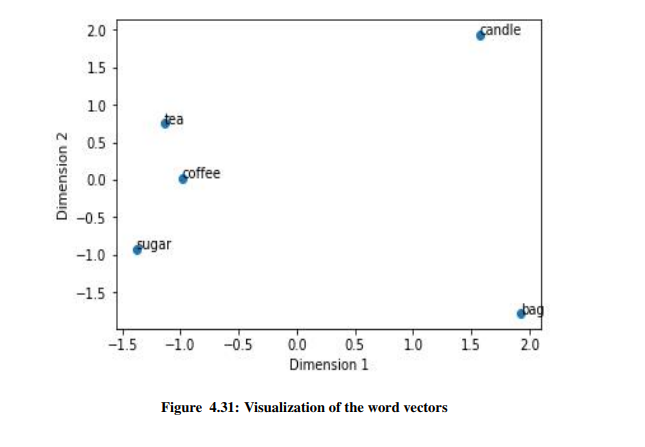 2.0
candle
1.5
1.0
tea
0.5
coffee
0.0
−0.5
sugar
−1.0
−1.5
bag
Dimension 2
−1.5 −1.0 −0.5 0.0 0.5 1.0 1.5 2.0
Dimension 1
Figure 4.31: Visualization of the word vectors